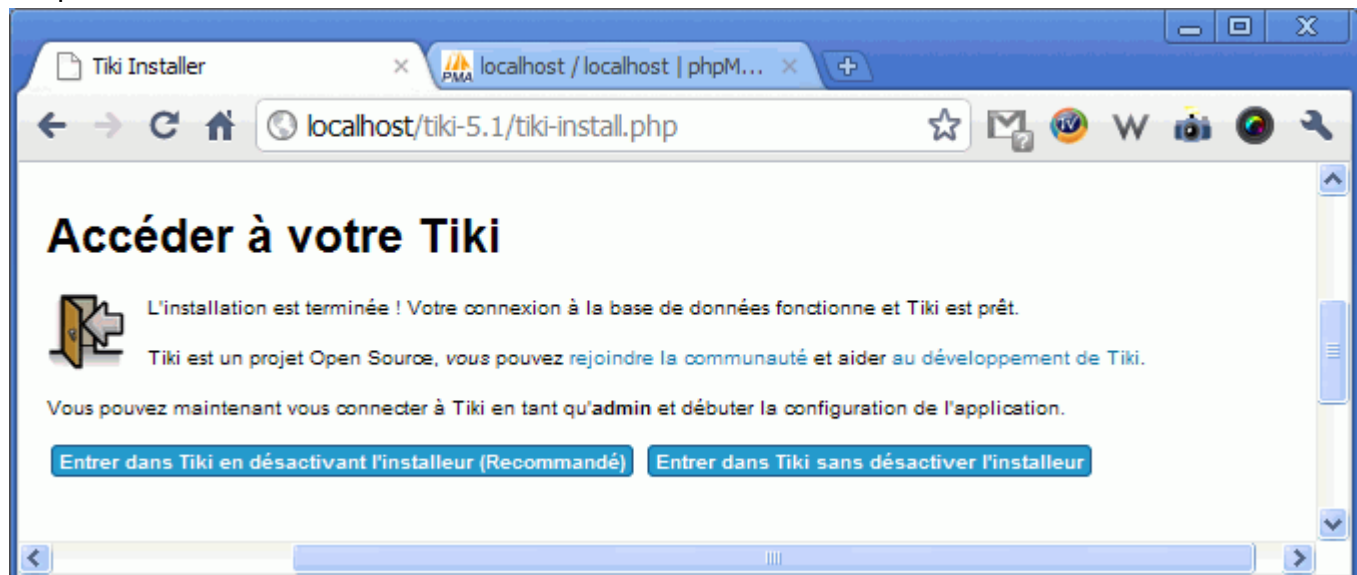 Tiki Installer
PMA localhost / localhost | phpM...
localhost/tiki-5.1/tiki-install.php
Accéder à votre Tiki
L'installation est terminée ! Votre connexion à la base de données fonctionne et Tiki est prêt.
Tiki est un projet Open Source, vous pouvez rejoindre la communauté et aider au développement de Tiki.
Vous pouvez maintenant vous connecter à Tiki en tant qu'admin et débuter la configuration de l'application.
Entrer dans Tiki en désactivant l'installeur (Recommandé) Entrer dans Tiki sans désactiver l'installeur